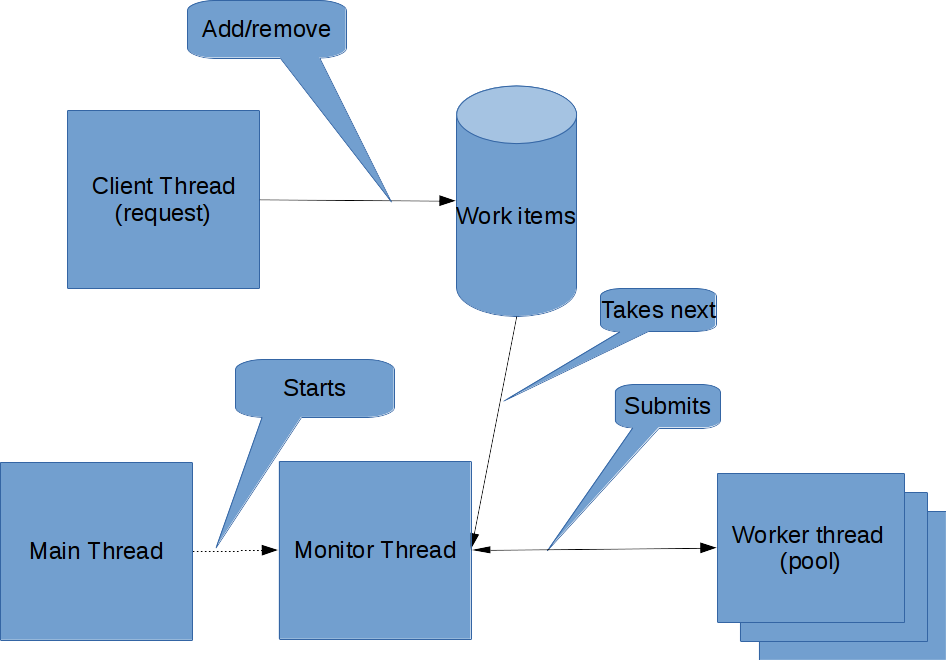 Add/remove
Client Thread
(request)
Work items
Takes next
Starts
Submits
Main Thread
Monitor Thread
Worker thread
(pool)